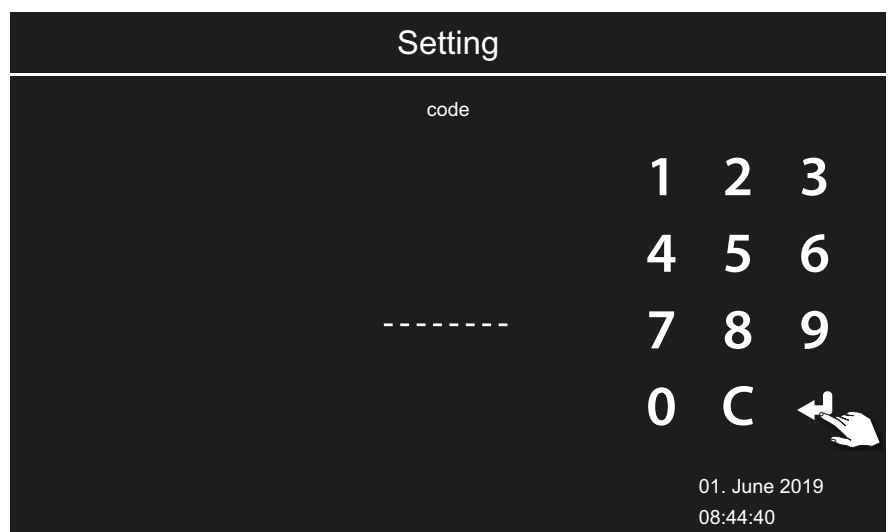 Setting
code
1 2 3
4 5 6
--------
7 8 9
0 C
01. June 2019
08:44:40